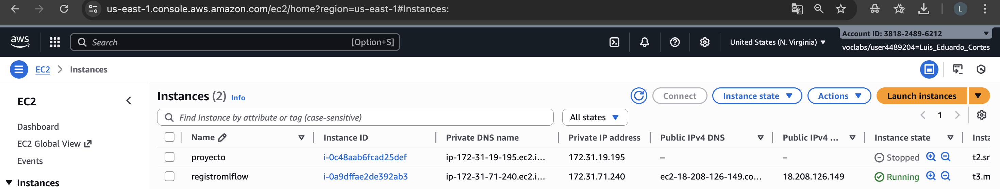 us-east-1.console.aws.amazon.com/ec2/home?region=us-east-1#Instances:
L
aws
Search
[Option+S]
United States (N. Virginia)
Account ID: 3818-2489-6212
voclabs/user4489204=Luis_Eduardo_Cortes
EC2 > Instances
EC2
Dashboard
EC2 Global View
Events
Instances
Instances (2) Info
Connect
Instance state
Actions
Launch instances
Find Instance by attribute or tag (case-sensitive)
All states
1
Name Instance ID Private DNS name Private IP address Public IPv4 DNS Public IPv4 ... Instance state Insta
proyecto i-0c48aab6fcad25def ip-172-31-19-195.ec2.i... 172.31.19.195 – – Stopped t2.sm
registromlflow i-0a9dffae2de392ab3 ip-172-31-71-240.ec2.i... 172.31.71.240 ec2-18-208-126-149.co... 18.208.126.149 Running t3.m